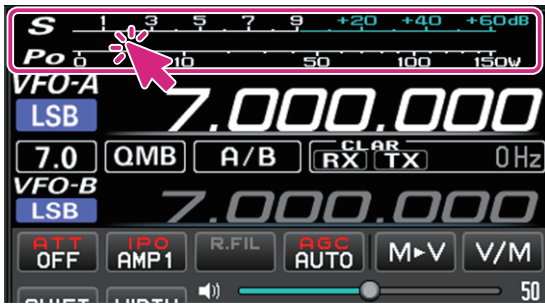 S 1 3 5 7 9 +20 +40 +60dB
Po 0 10 50 100 150W
VFO-A
LSB 7.000.000
7.0 QMB A/B CLAR RX TX 0Hz
VFO-B
LSB 7.000.000
ATT OFF IPO AMP1 R.FIL AGC AUTO M▸V V/M
50